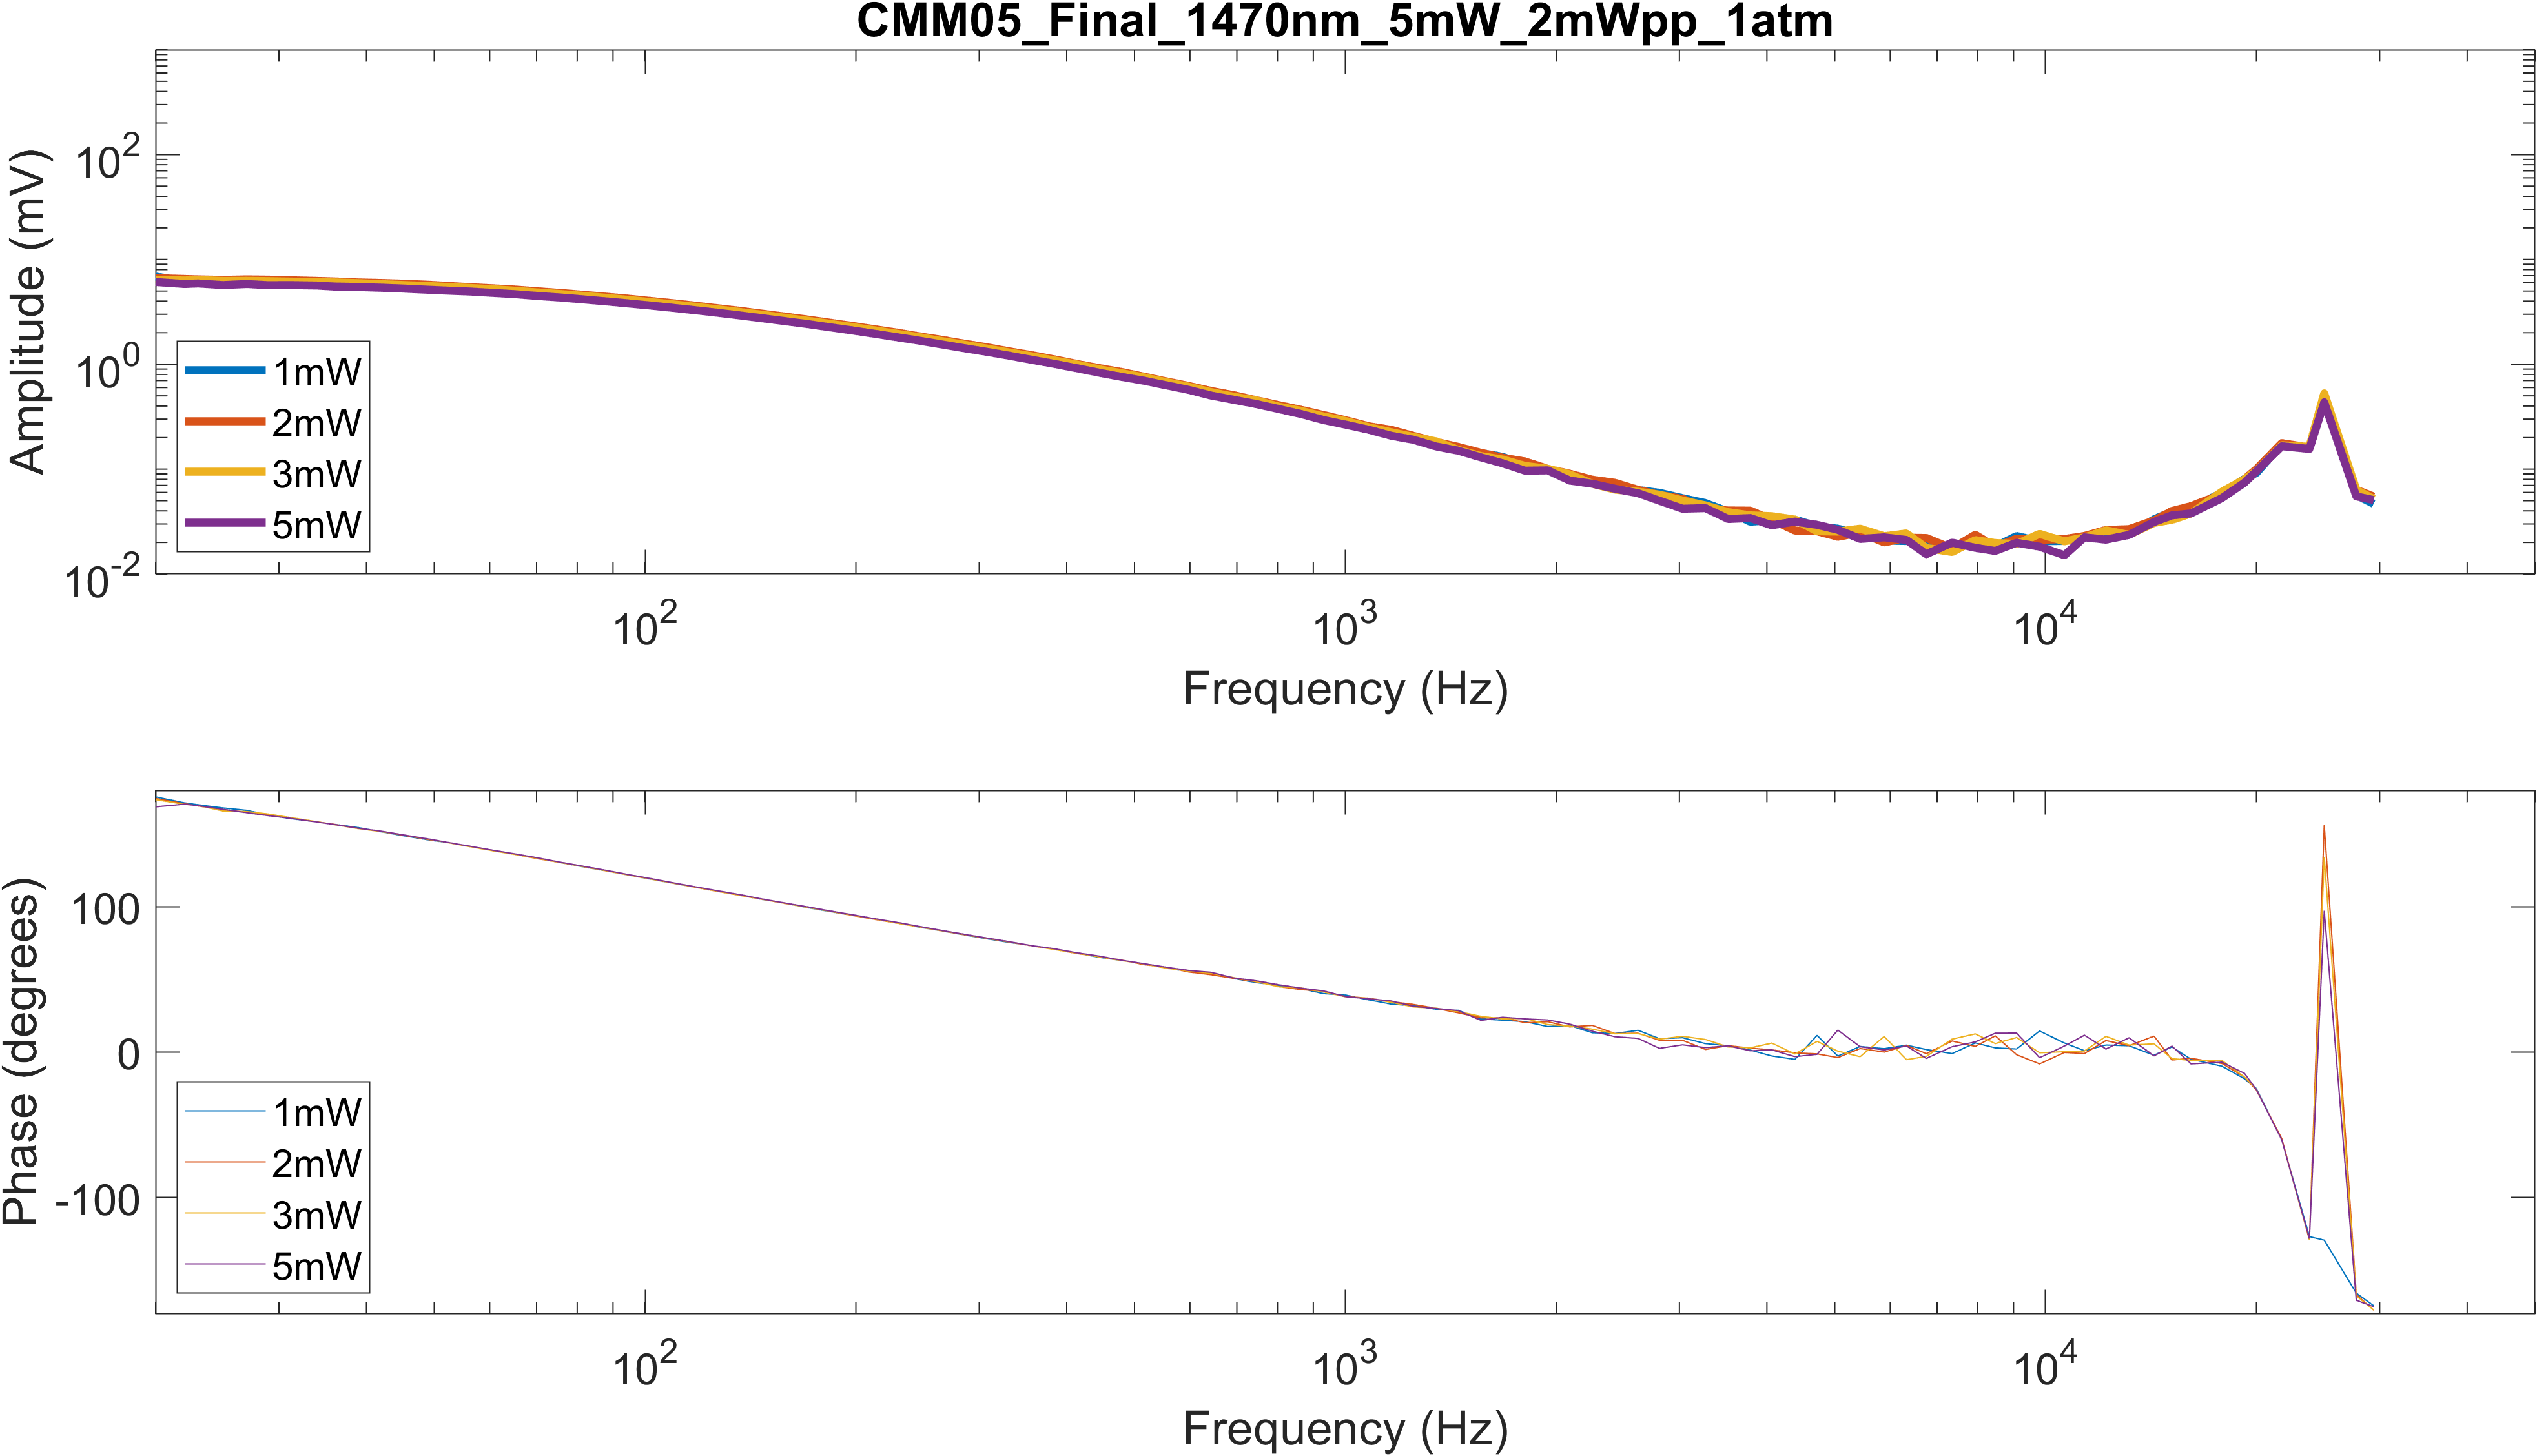 CMM05_Final_1470nm_5mW_2mWpp_1atm
Amplitude (mV)
10^2
10^0
10^-2
1mW
2mW
3mW
5mW
10^2
10^3
10^4
Frequency (Hz)
Phase (degrees)
100
0
-100
1mW
2mW
3mW
5mW
10^2
10^3
10^4
Frequency (Hz)